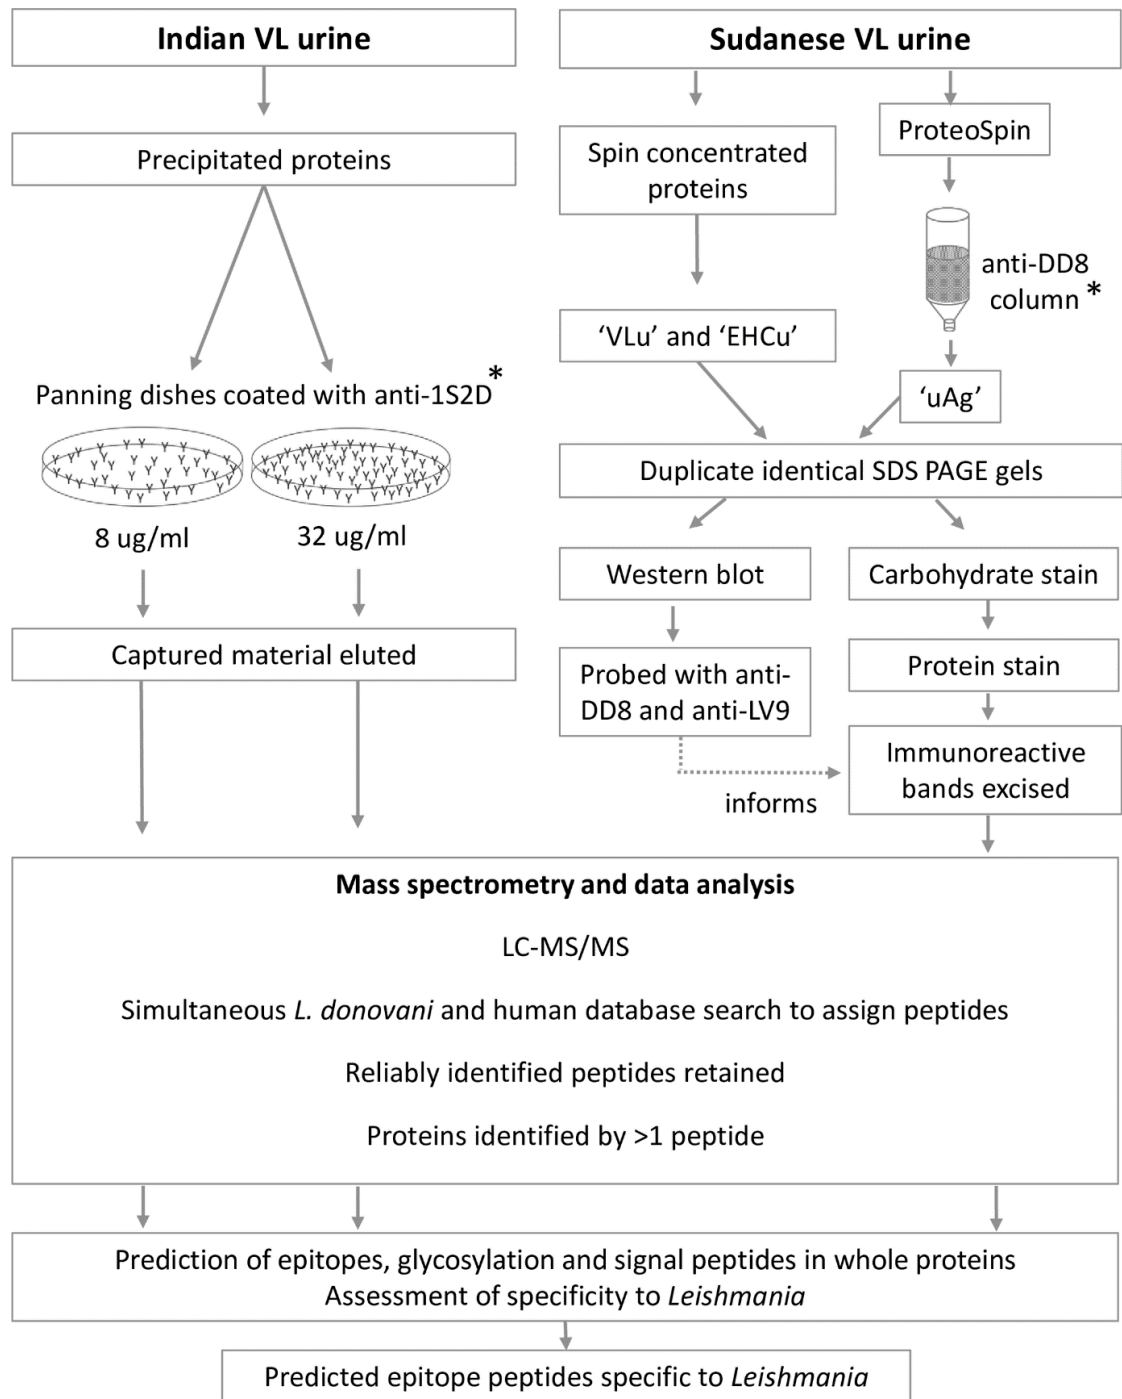 Indian VL urine
Precipitated proteins
Panning dishes coated with anti-1S2D*
8 ug/ml
32 ug/ml
Captured material eluted
Sudanese VL urine
Spin concentrated
proteins
ProteoSpin
anti-DD8
column *
‘VLu’ and ‘EHCu’
‘uAg’
Duplicate identical SDS PAGE gels
Western blot
Carbohydrate stain
Probed with anti-
DD8 and anti-LV9
Protein stain
informs
Immunoreactive
bands excised
Mass spectrometry and data analysis
LC-MS/MS
Simultaneous L. donovani and human database search to assign peptides
Reliably identified peptides retained
Proteins identified by >1 peptide
Prediction of epitopes, glycosylation and signal peptides in whole proteins
Assessment of specificity to Leishmania
Predicted epitope peptides specific to Leishmania